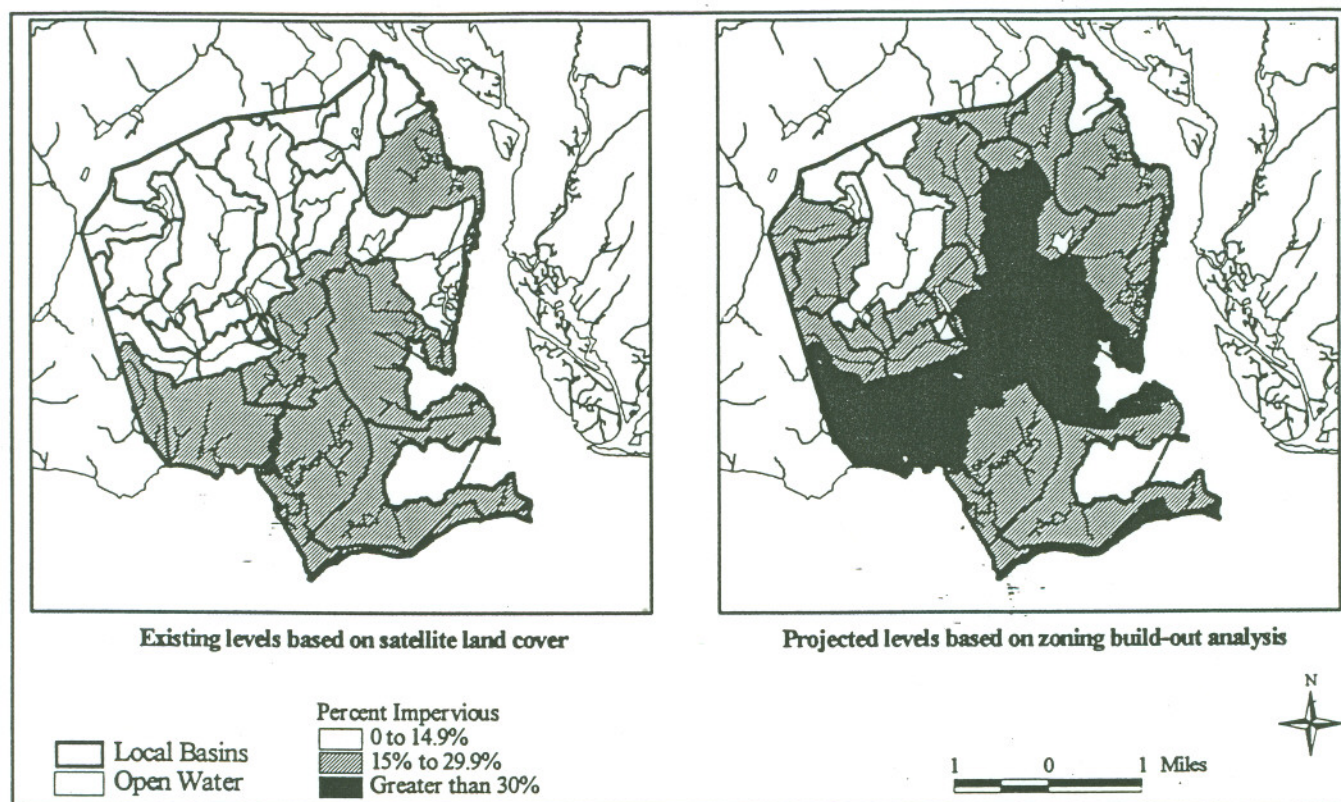 Existing levels based on satellite land cover
Projected levels based on zoning build-out analysis
Local Basins
Open Water
Percent Impervious
0 to 14.9%
15% to 29.9%
Greater than 30%
N
1 0 1 Miles